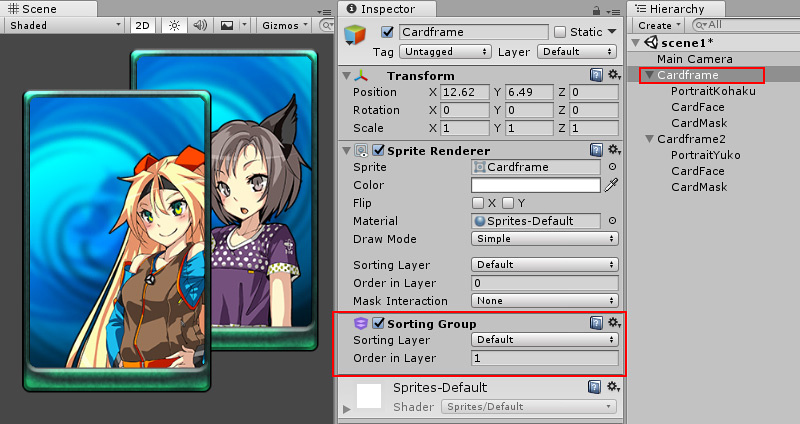 Scene
Shaded
2D
Gizmos
All
Inspector
Cardframe
Static
Tag Untagged Layer Default
Transform
Position X 12.62 Y 6.49 Z 0
Rotation X 0 Y 0 Z 0
Scale X 1 Y 1 Z 1
Sprite Renderer
Sprite Cardframe
Color
Flip X Y
Material Sprites-Default
Draw Mode Simple
Sorting Layer Default
Order in Layer 0
Mask Interaction None
Sorting Group
Sorting Layer Default
Order in Layer 1
Sprites-Default
Shader Sprites/Default
Hierarchy
Create All
scene1*
Main Camera
Cardframe
PortraitKohaku
CardFace
CardMask
Cardframe2
PortraitYuko
CardFace
CardMask